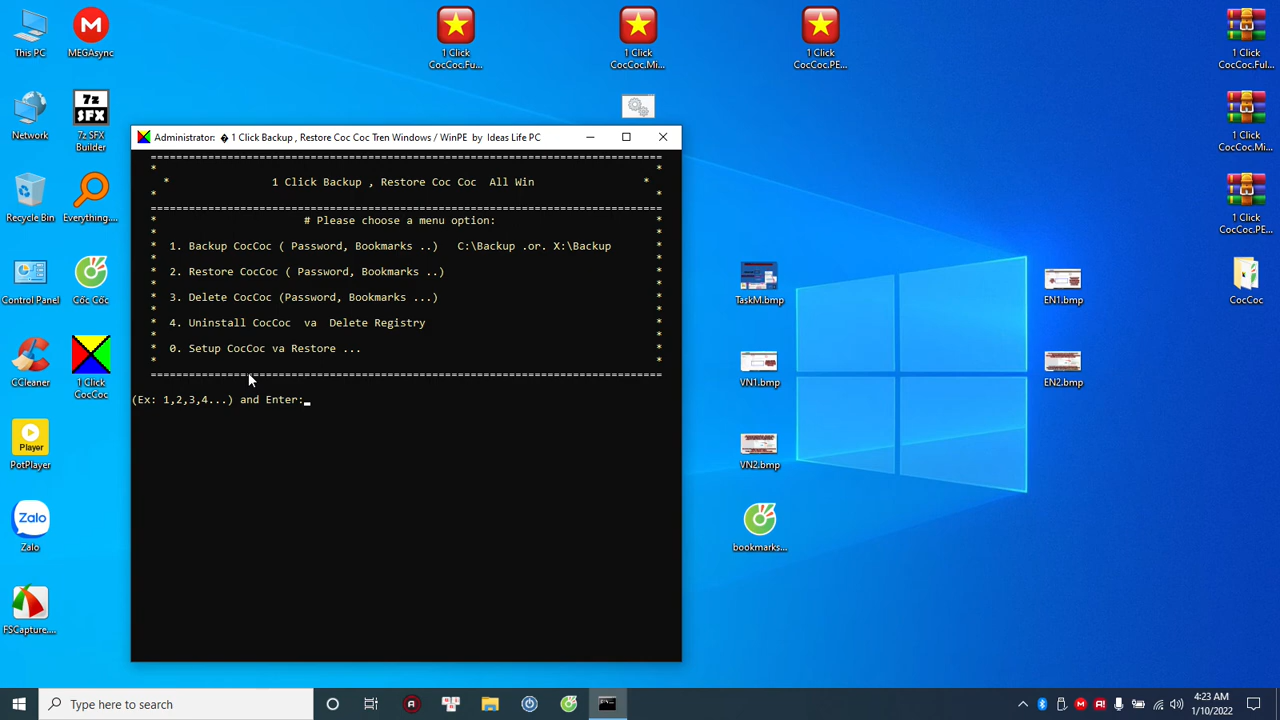 This PC
MEGAsync
1 Click
CocCoc.Fu...
1 Click
CocCoc.Mi...
1 Click
CocCoc.PE...
1 Click
CocCoc.Ful...
Network
7z
SFX
7z SFX
Builder
1 Click
CocCoc.Mi...
Administrator: � 1 Click Backup , Restore Coc Coc Tren Windows / WinPE by Ideas Life PC
* 1 Click Backup , Restore Coc Coc All Win *
# Please choose a menu option:
1. Backup CocCoc ( Password, Bookmarks ..) C:\Backup .or. X:\Backup
2. Restore CocCoc ( Password, Bookmarks ..)
3. Delete CocCoc (Password, Bookmarks ...)
4. Uninstall CocCoc va Delete Registry
0. Setup CocCoc va Restore ...
(Ex: 1,2,3,4...) and Enter:
Recycle Bin
Everything....
1 Click
CocCoc.PE...
Control Panel
Cốc Cốc
TaskM.bmp
EN1.bmp
CocCoc
CCleaner
1 Click
CocCoc
VN1.bmp
EN2.bmp
Player
PotPlayer
VN2.bmp
Zalo
Zalo
bookmarks...
FSCapture....
Type here to search
4:23 AM
1/10/2022